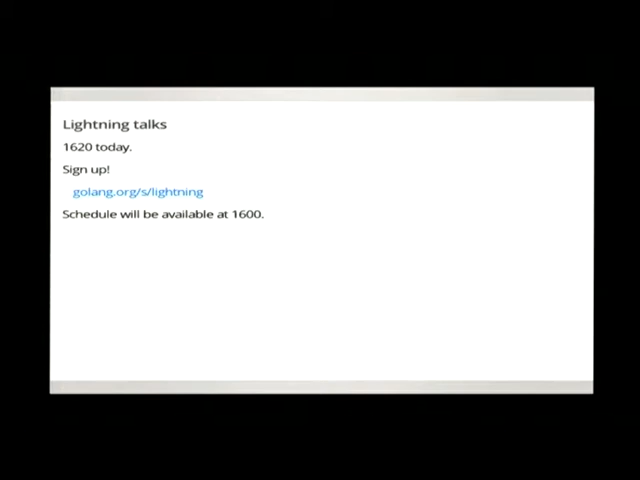 Lightning talks
1620 today.
Sign up!
golang.org/s/lightning
Schedule will be available at 1600.